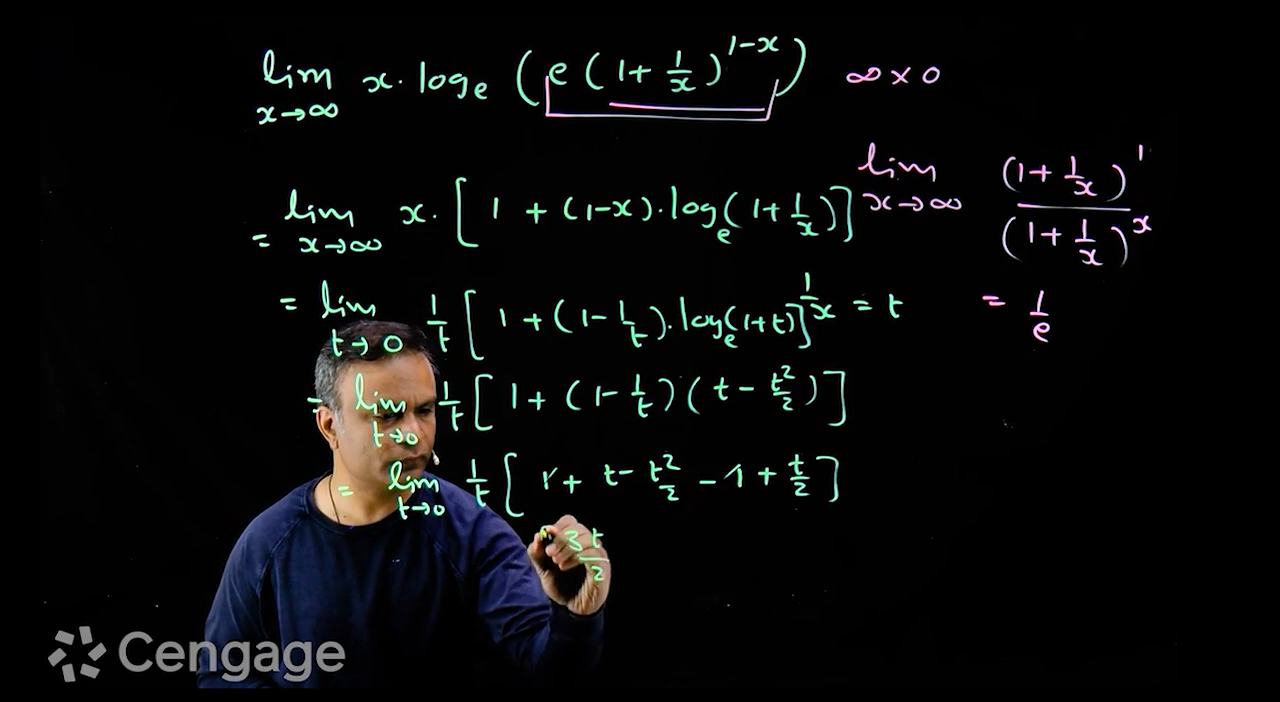 lim x→∞ x·logₑ (e(1+1/x)^(1-x)) ∞×0
= lim x→∞ x·[1+(1-x)·logₑ(1+1/x)]
lim x→∞ (1+1/x)^1/(1+1/x)^x
= lim t→0 1/t [1+(1-1/t)·logₑ(1+t)] 1/x = t
= 1/e
= lim t→0 1/t [1+(1-1/t)(t-t²/2)]
= lim t→0 1/t [1+t-t²/2-1+t/2]
3t/2
Cengage